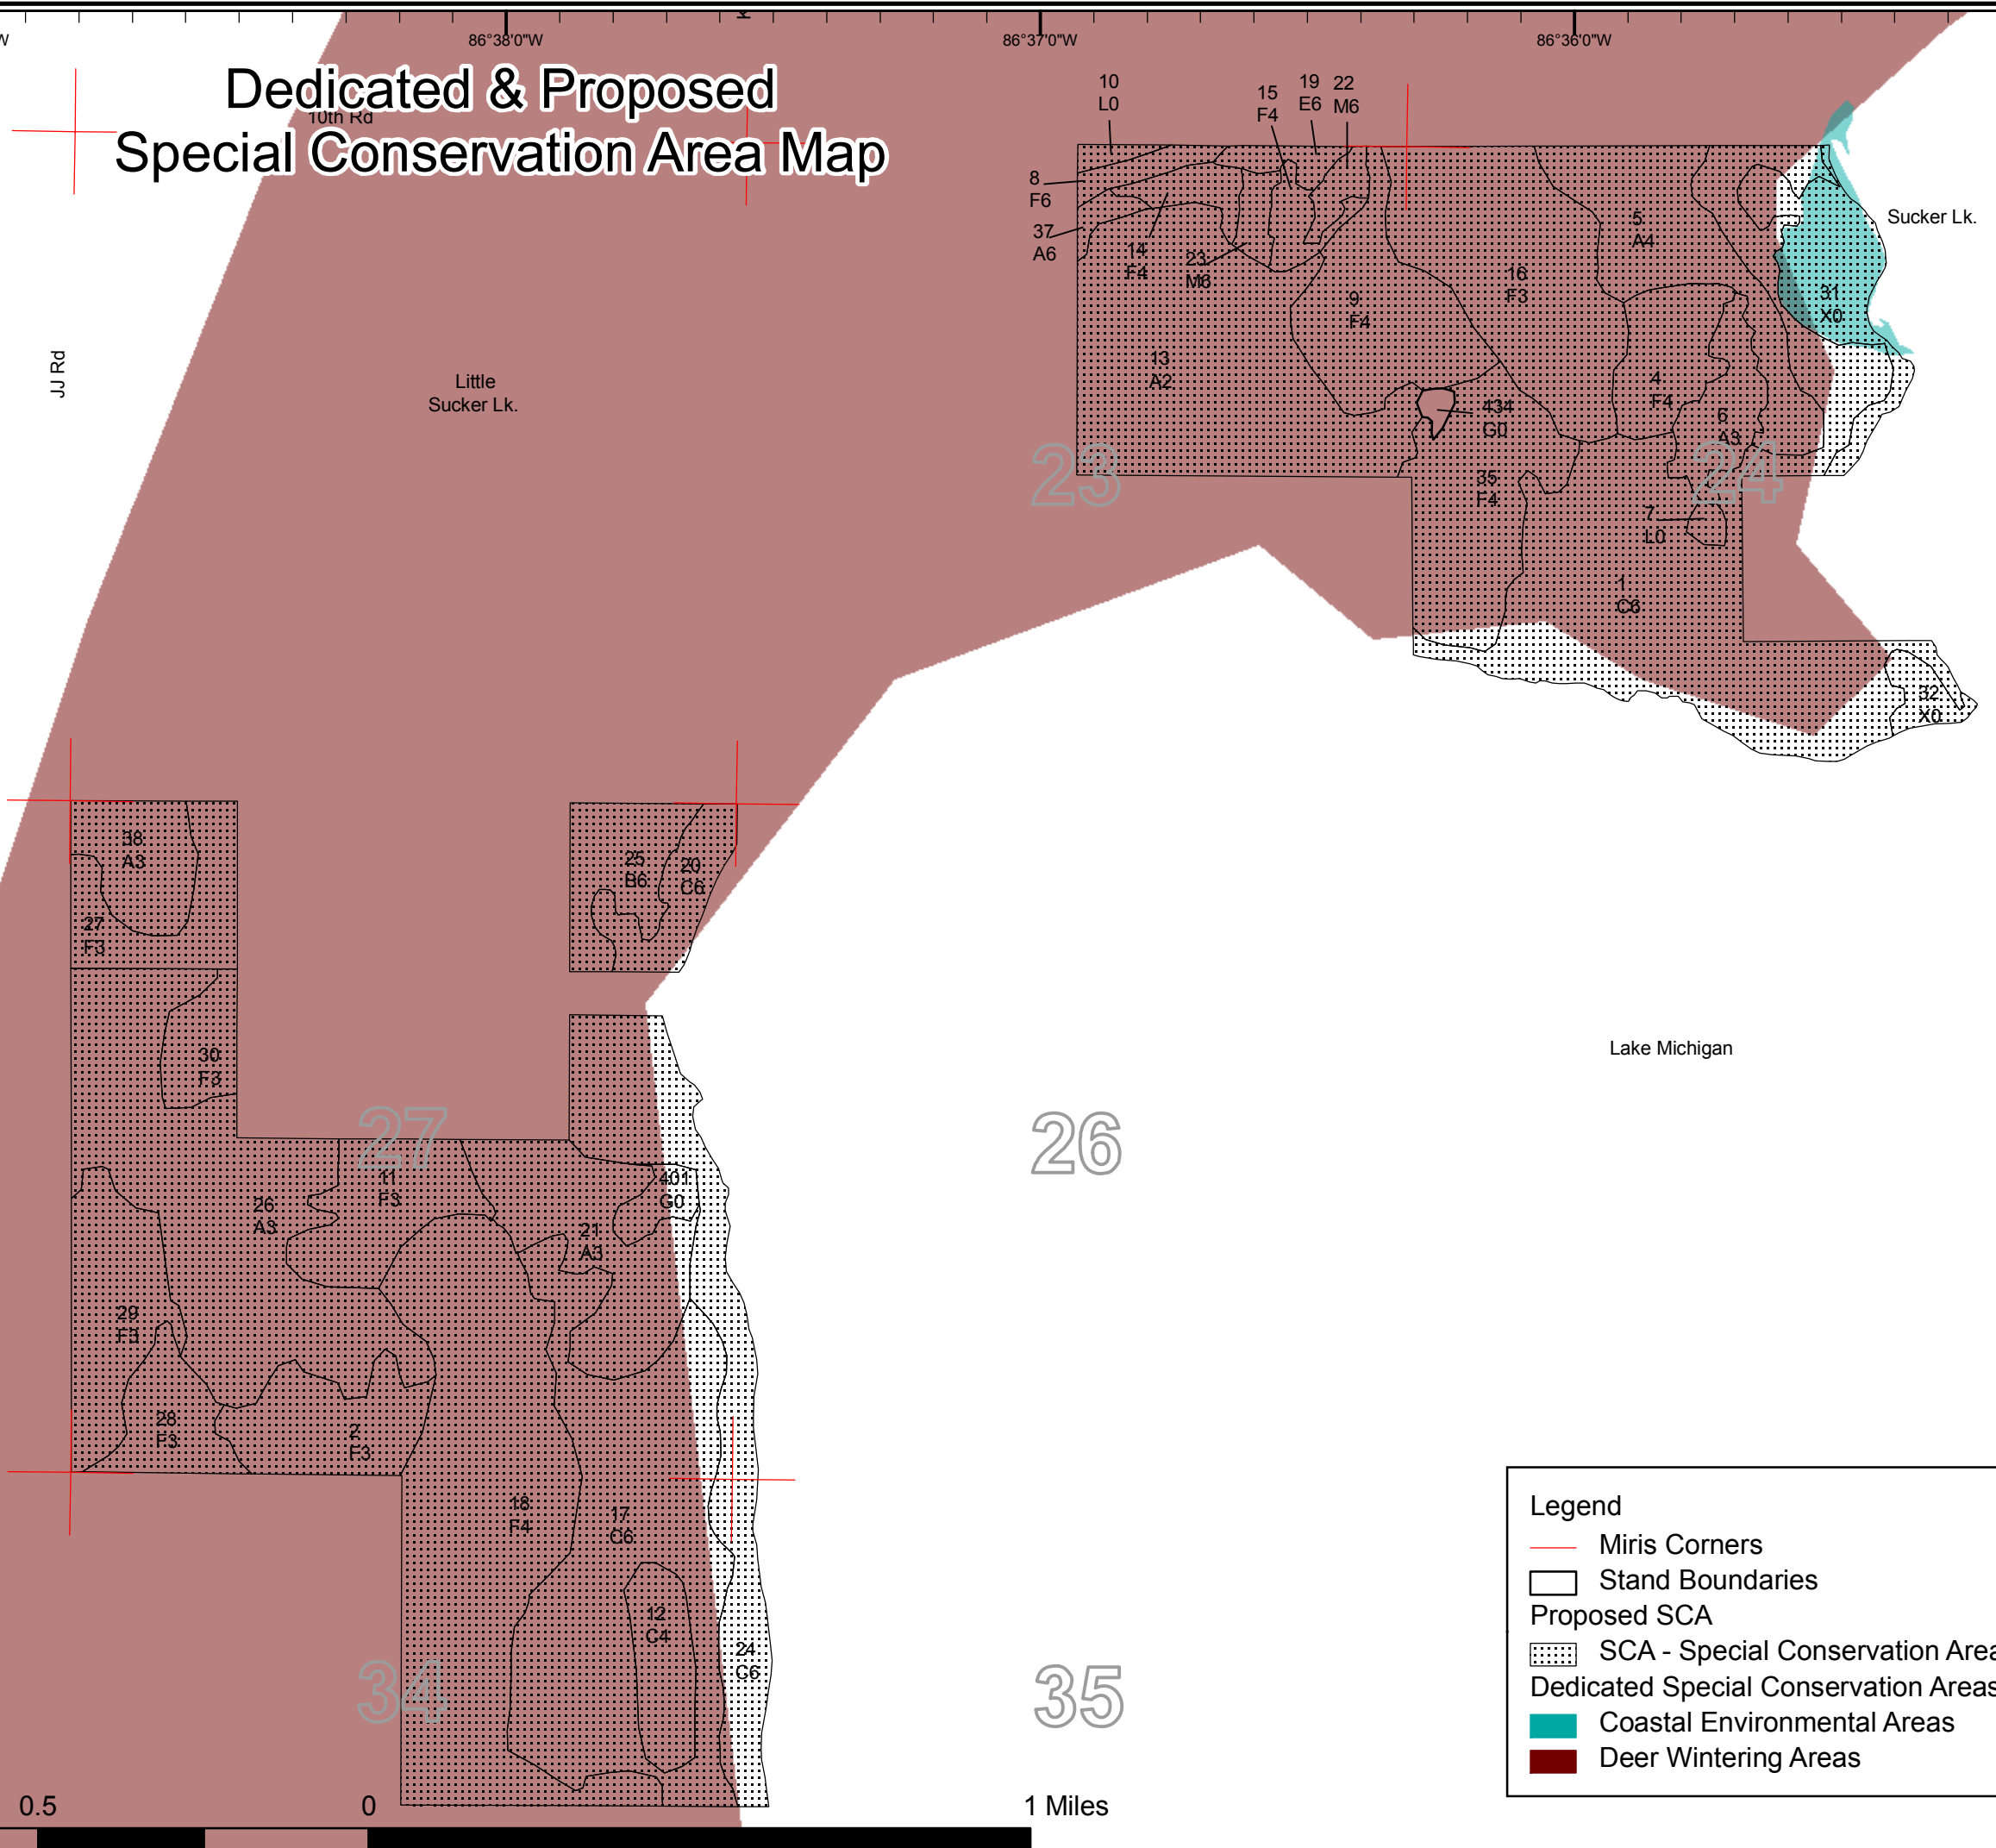 86°38'0"W
86°37'0"W
86°36'0"W
Dedicated & Proposed
10th Rd
Special Conservation Area Map
10
L0
15
F4
19
E6
22
M6
8
F6
37
A6
14
F4
23
M6
5
A4
Sucker Lk.
16
F3
9
F4
31
X0
JJ Rd
Little
Sucker Lk.
13
A2
4
F4
434
G0
6
A3
23
24
35
F4
7
L0
1
C6
32
X0
38
A3
25
B6
20
C6
27
F3
30
F3
Lake Michigan
27
26
11
F3
401
G0
26
A3
21
A3
29
F3
28
F3
2
F3
18
F4
17
C6
12
C4
24
C6
34
35
Legend
Miris Corners
Stand Boundaries
Proposed SCA
SCA - Special Conservation Area
Dedicated Special Conservation Areas
Coastal Environmental Areas
Deer Wintering Areas
0.5
0
1 Miles